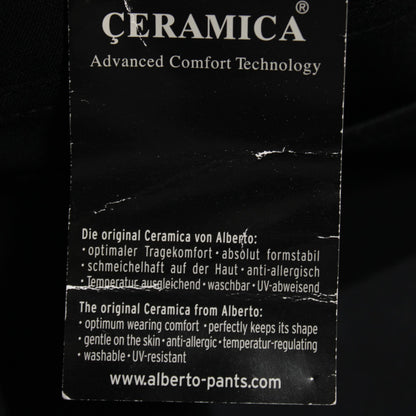 ÇERAMICA®
Advanced Comfort Technology
Die original Ceramica von Alberto:
· optimaler Tragekomfort · absolut formstabil
· schmeichelhaft auf der Haut · anti-allergisch
· Temperatur ausgleichend · waschbar · UV-abweisend
The original Ceramica from Alberto:
· optimum wearing comfort · perfectly keeps its shape
· gentle on the skin · anti-allergic · temperatur-regulating
· washable · UV-resistant
www.alberto-pants.com